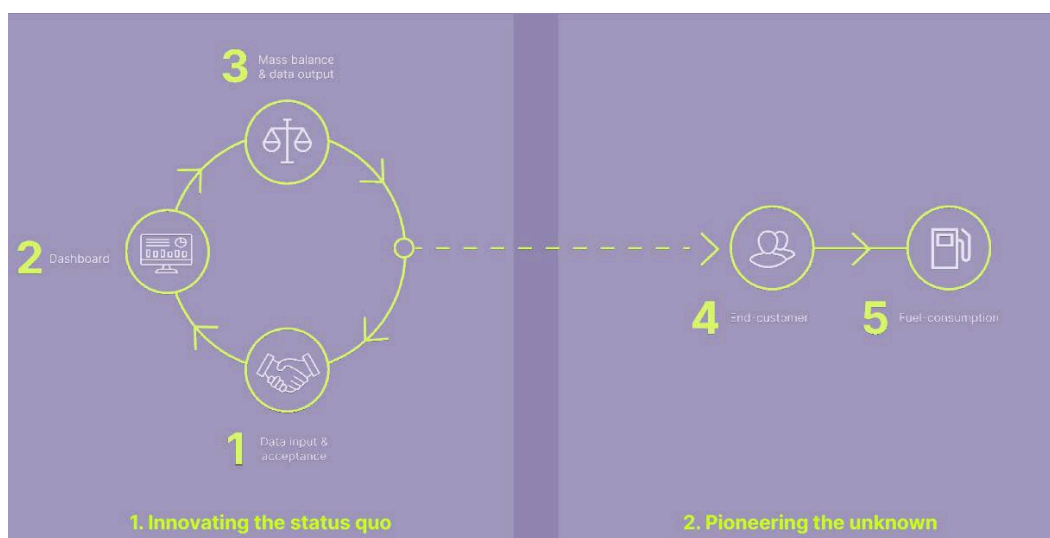 3
Mass balance
& data output
2
Dashboard
1
Data input &
acceptance
4
End-customer
5
Fuel-consumption
1. Innovating the status quo
2. Pioneering the unknown